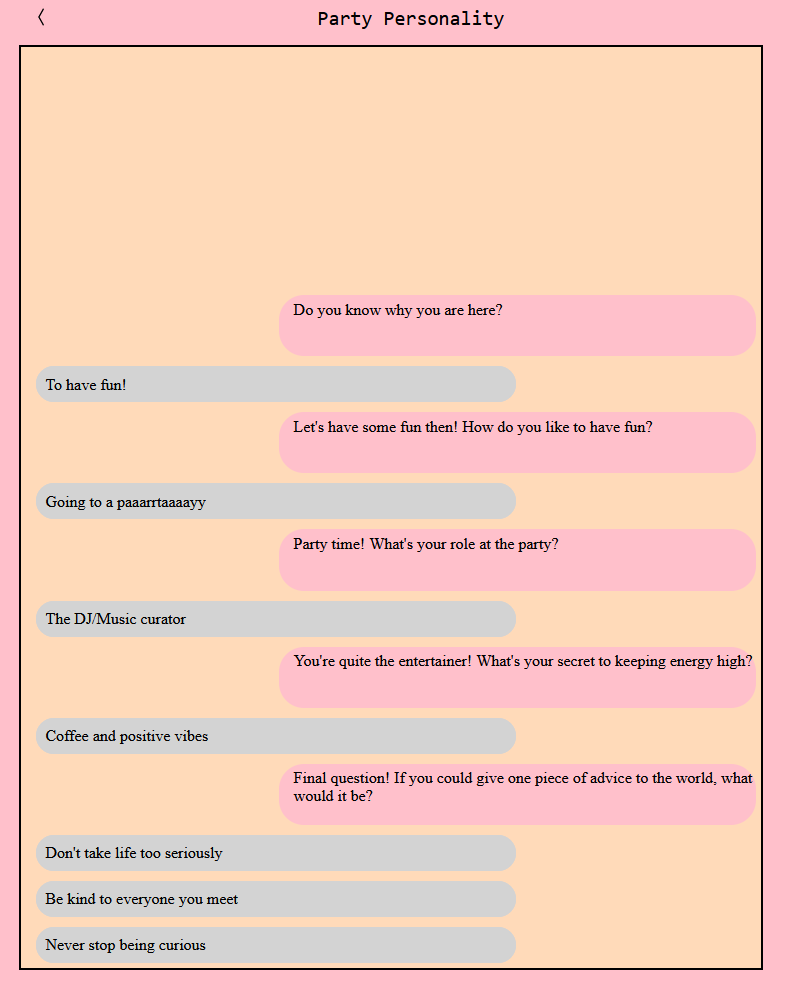 〈
Party Personality
Do you know why you are here?
To have fun!
Let's have some fun then! How do you like to have fun?
Going to a paaarrtaaaayy
Party time! What's your role at the party?
The DJ/Music curator
You're quite the entertainer! What's your secret to keeping energy high?
Coffee and positive vibes
Final question! If you could give one piece of advice to the world, what
would it be?
Don't take life too seriously
Be kind to everyone you meet
Never stop being curious